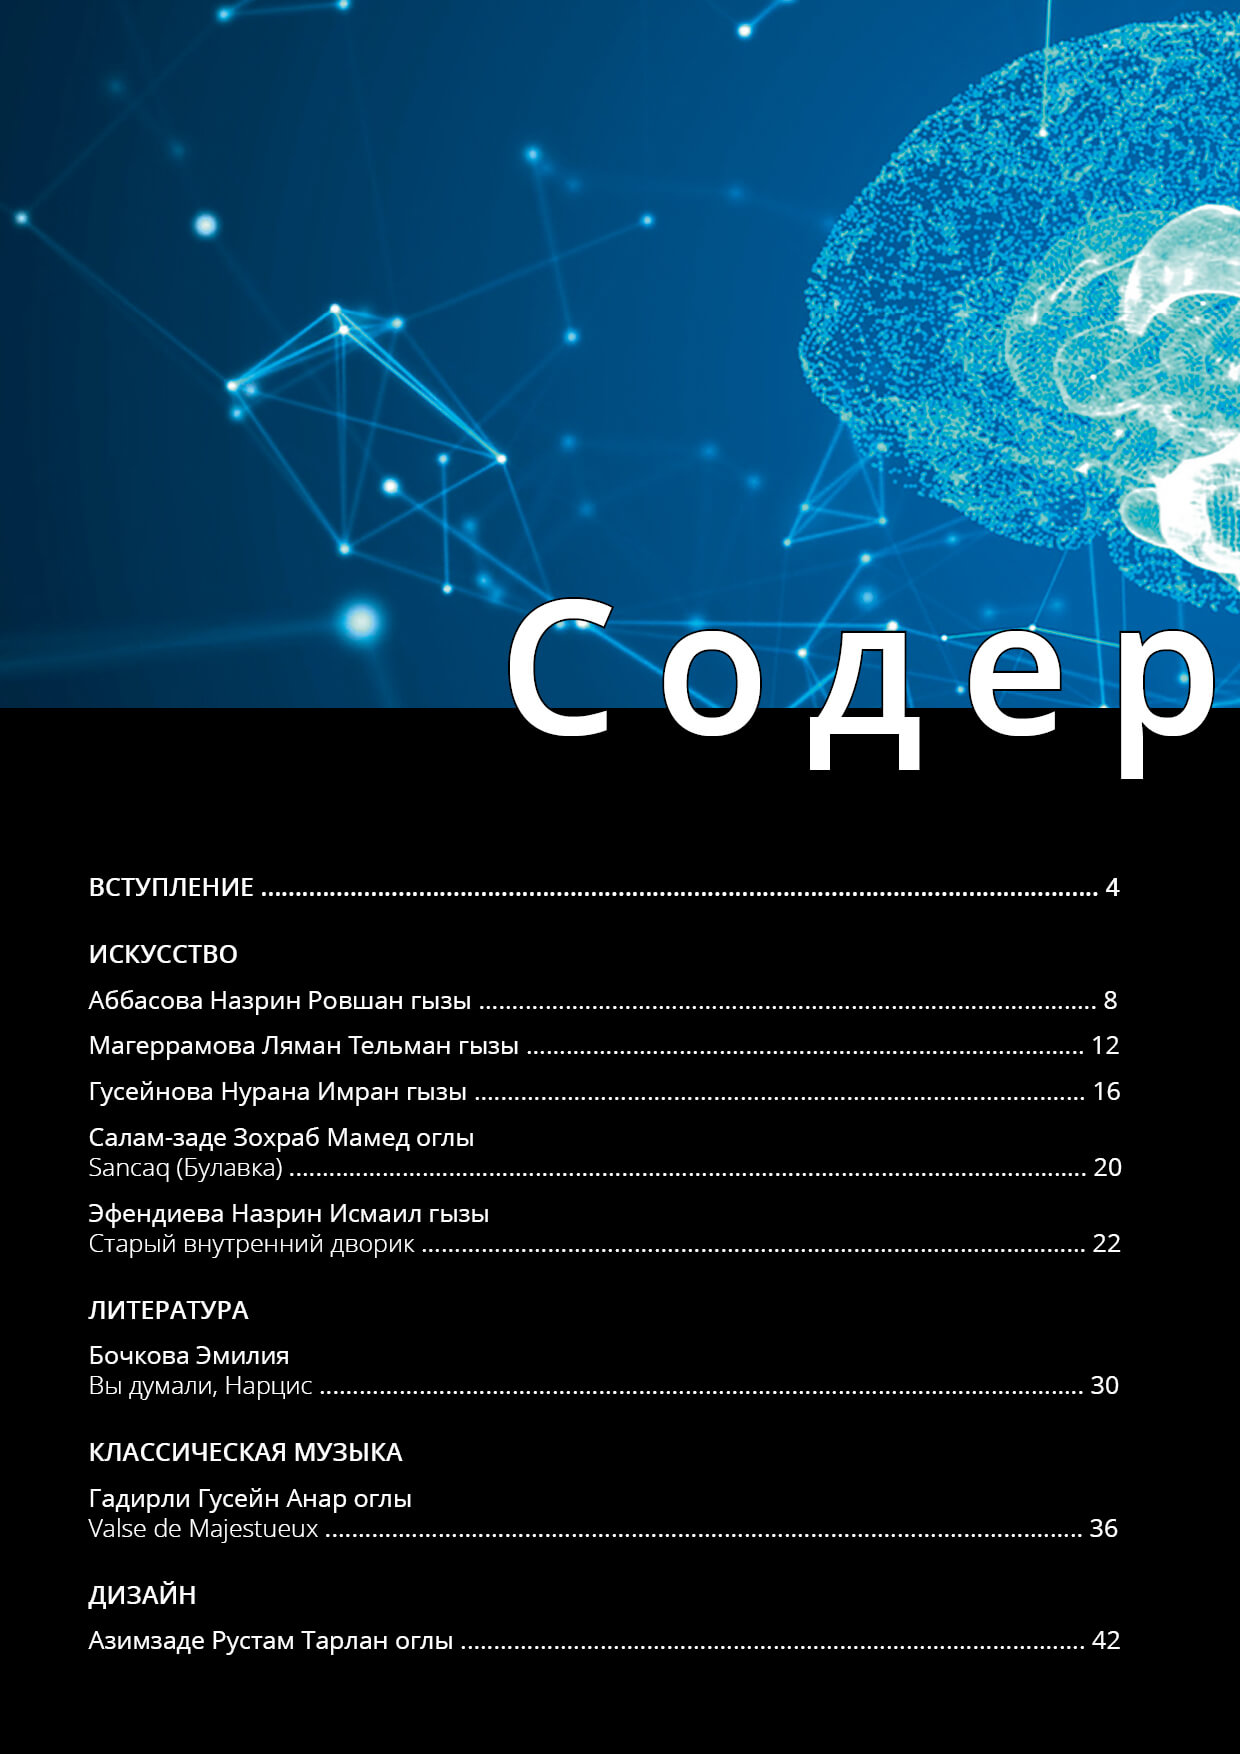 Содер
ВСТУПЛЕНИЕ ........................................ 4
ИСКУССТВО
Аббасова Назрин Ровшан гызы ........................................ 8
Магеррамова Ляман Тельман гызы ........................................ 12
Гусейнова Нурана Имран гызы ........................................ 16
Салам-заде Зохраб Мамед оглы
Sancaq (Булавка) ........................................ 20
Эфендиева Назрин Исмаил гызы
Старый внутренний дворик ........................................ 22
ЛИТЕРАТУРА
Бочкова Эмилия
Вы думали, Нарцис ........................................ 30
КЛАССИЧЕСКАЯ МУЗЫКА
Гадирли Гусейн Анар оглы
Valse de Majestueux ........................................ 36
ДИЗАЙН
Азимзаде Рустам Тарлан оглы ........................................ 42